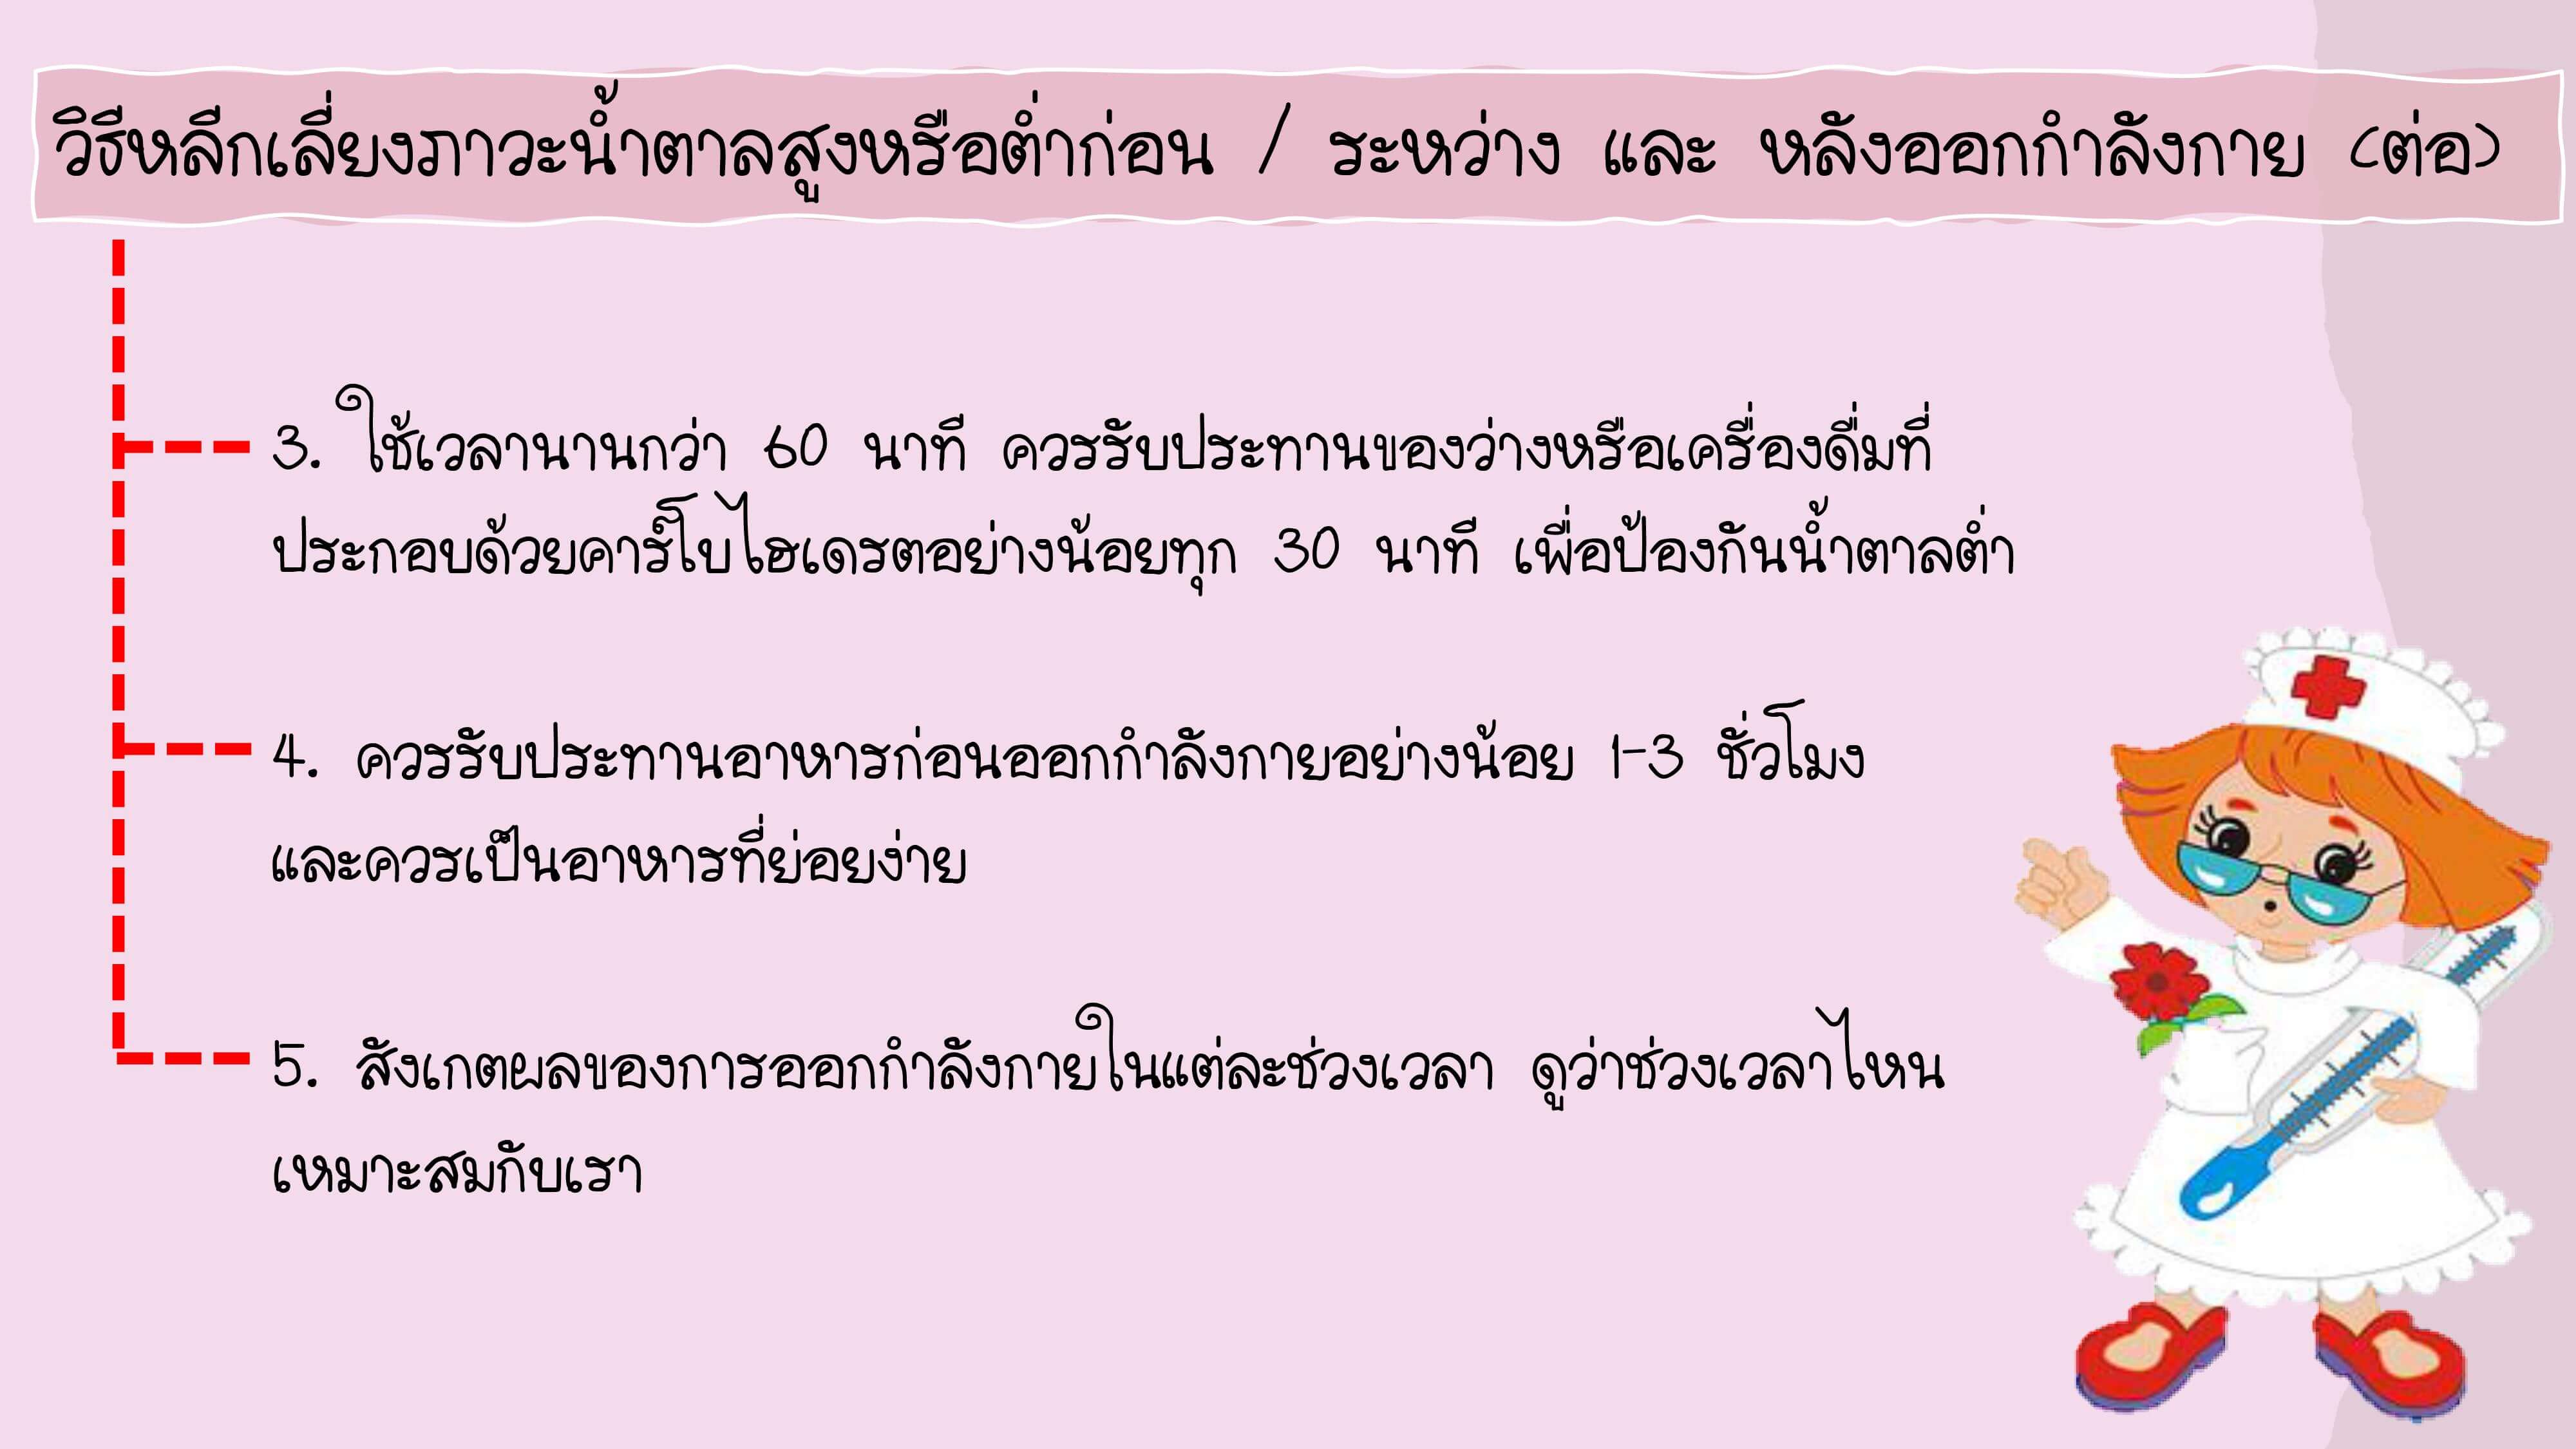 วิธีหลีกเลี่ยงภาวะน้ำตาลสูงหรือต่ำก่อน / ระหว่าง และ หลังออกกำลังกาย (ต่อ)
3. ใช้เวลานานกว่า 60 นาที ควรรับประทานของว่างหรือเครื่องดื่มที่
ประกอบด้วยคาร์โบไฮเดรตอย่างน้อยทุก 30 นาที เพื่อป้องกันน้ำตาลต่ำ
4. ควรรับประทานอาหารก่อนออกกำลังกายอย่างน้อย 1-3 ชั่วโมง
และควรเป็นอาหารที่ย่อยง่าย
5. สังเกตผลของการออกกำลังกายในแต่ละช่วงเวลา ดูว่าช่วงเวลาไหน
เหมาะสมกับเรา